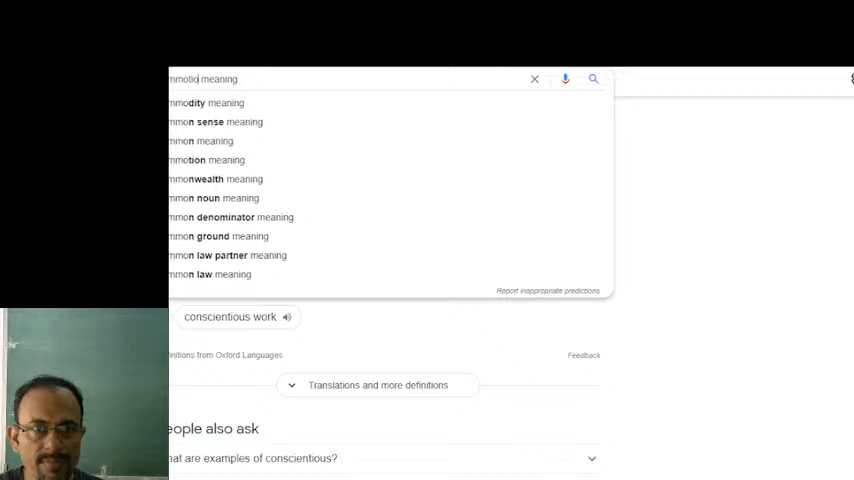 mmotio meaning
mmodity meaning
mmon sense meaning
mmon meaning
mmotion meaning
mmonwealth meaning
mmon noun meaning
mmon denominator meaning
mmon ground meaning
mmon law partner meaning
mmon law meaning
Report inappropriate predictions
conscientious work
initions from Oxford Languages
Feedback
Translations and more definitions
eople also ask
hat are examples of conscientious?